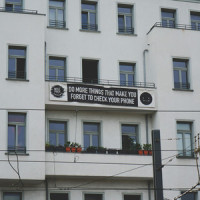 DO MORE THINGS THAT MAKE YOU
FORGET TO CHECK YOUR PHONE